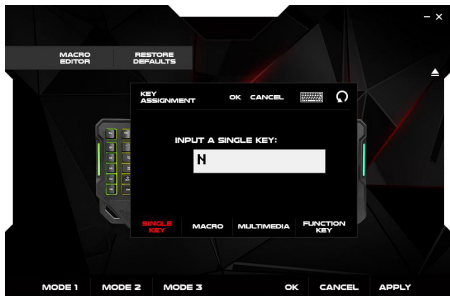 MACRO EDITOR
RESTORE DEFAULTS
KEY ASSIGNMENT
OK CANCEL
INPUT A SINGLE KEY:
N
SINGLE KEY
MACRO
MULTIMEDIA
FUNCTION KEY
MODE 1
MODE 2
MODE 3
OK
CANCEL
APPLY